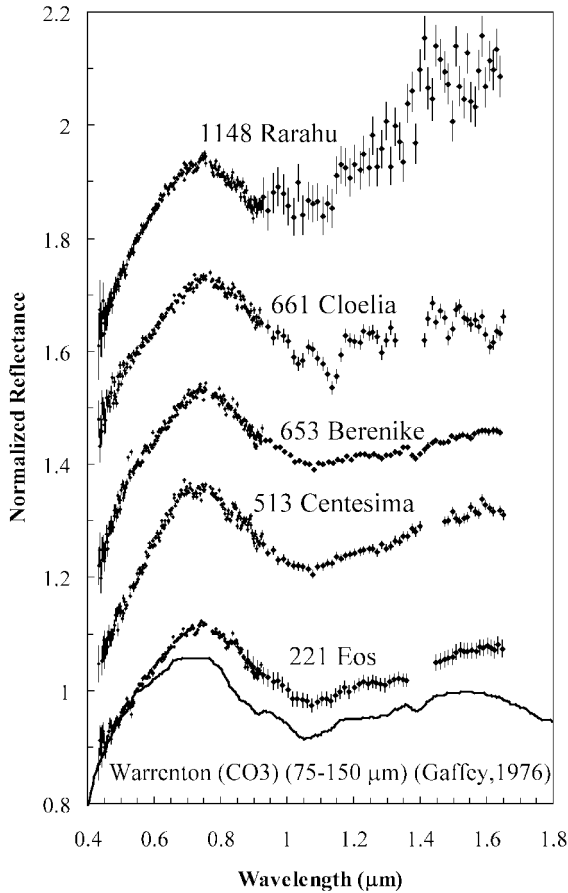 2.2
2
1.8
1.6
1.4
1.2
1
0.8
Normalized Reflectance
1148 Rarahu
661 Cloelia
653 Berenike
513 Centesima
221 Eos
Warrenton (CO3) (75-150 μm) (Gaffey,1976)
0.4 0.6 0.8 1 1.2 1.4 1.6 1.8
Wavelength (μm)